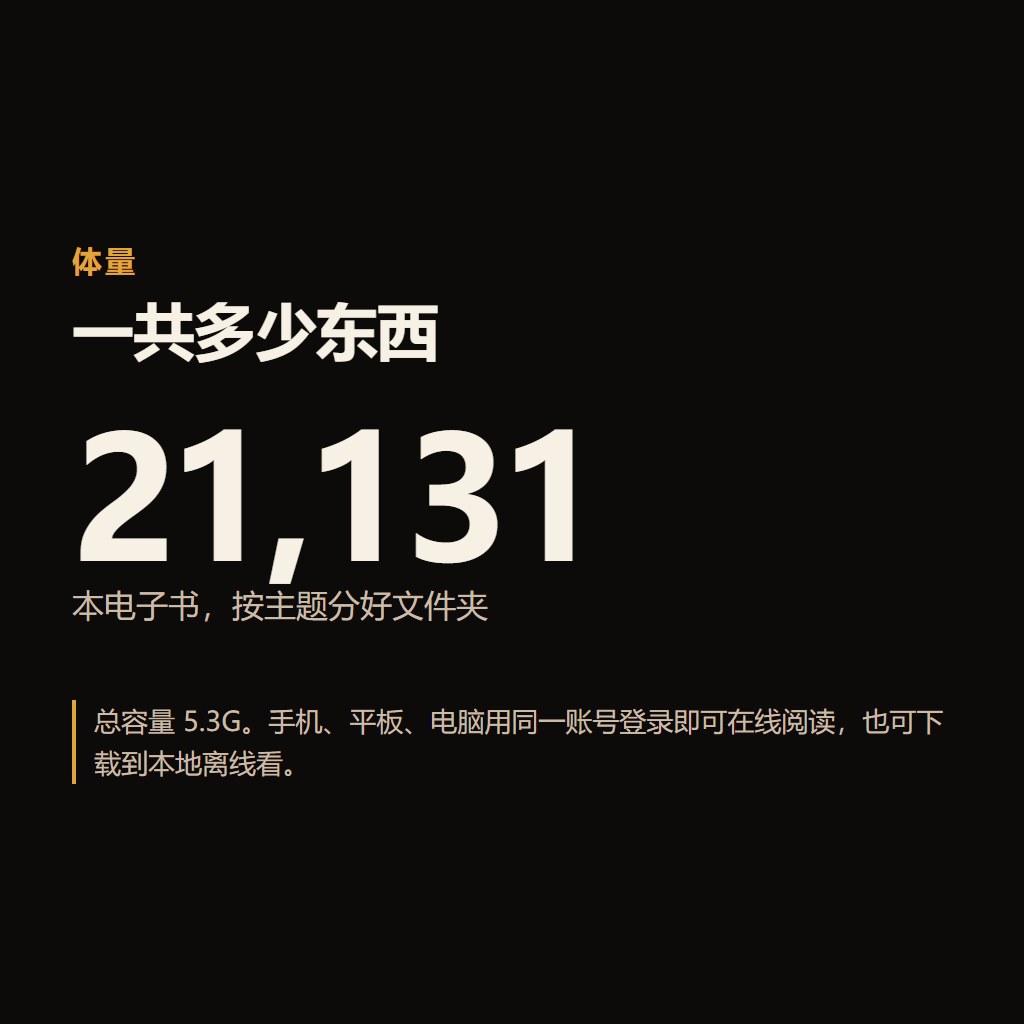 体量
一共多少东西
21,131
本电子书，按主题分好文件夹
总容量 5.3G。手机、平板、电脑用同一账号登录即可在线阅读，也可下
载到本地离线看。